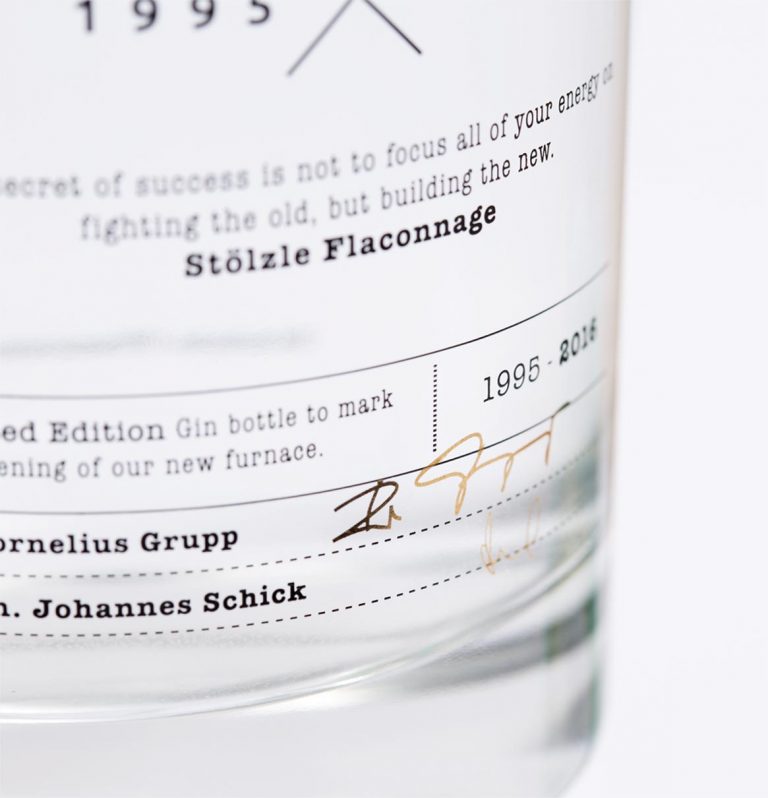 1995
ecret of success is not to focus all of your energy on
fighting the old, but building the new.
Stölzle Flaconnage
ed Edition Gin bottle to mark
ening of our new furnace.
1995 - 2016
ornelius Grupp
n. Johannes Schick